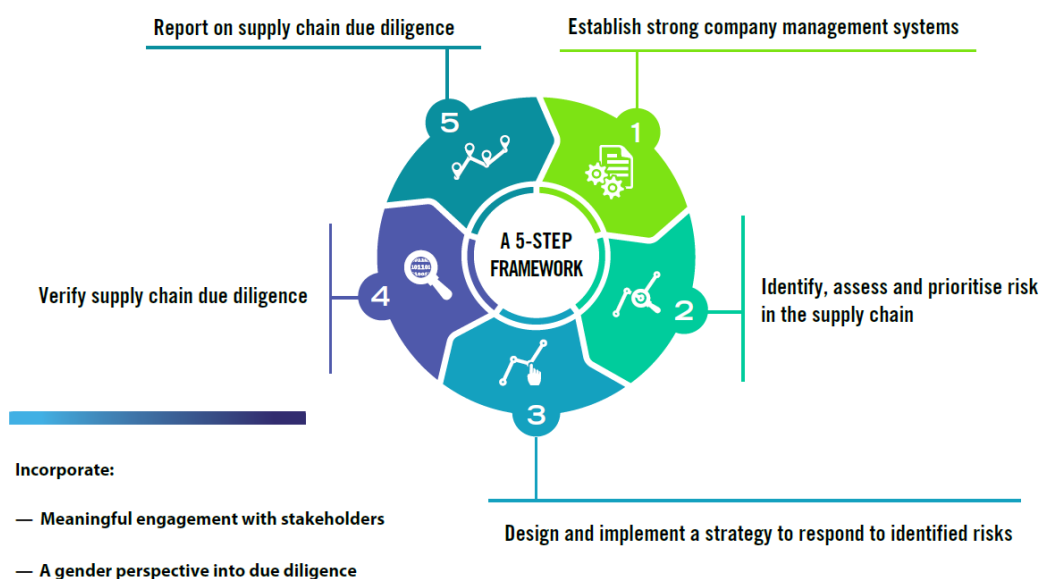 Report on supply chain due diligence
Establish strong company management systems
5
1
A 5-STEP
FRAMEWORK
Verify supply chain due diligence
4
2
Identify, assess and prioritise risk
in the supply chain
3
Incorporate:
— Meaningful engagement with stakeholders
Design and implement a strategy to respond to identified risks
— A gender perspective into due diligence